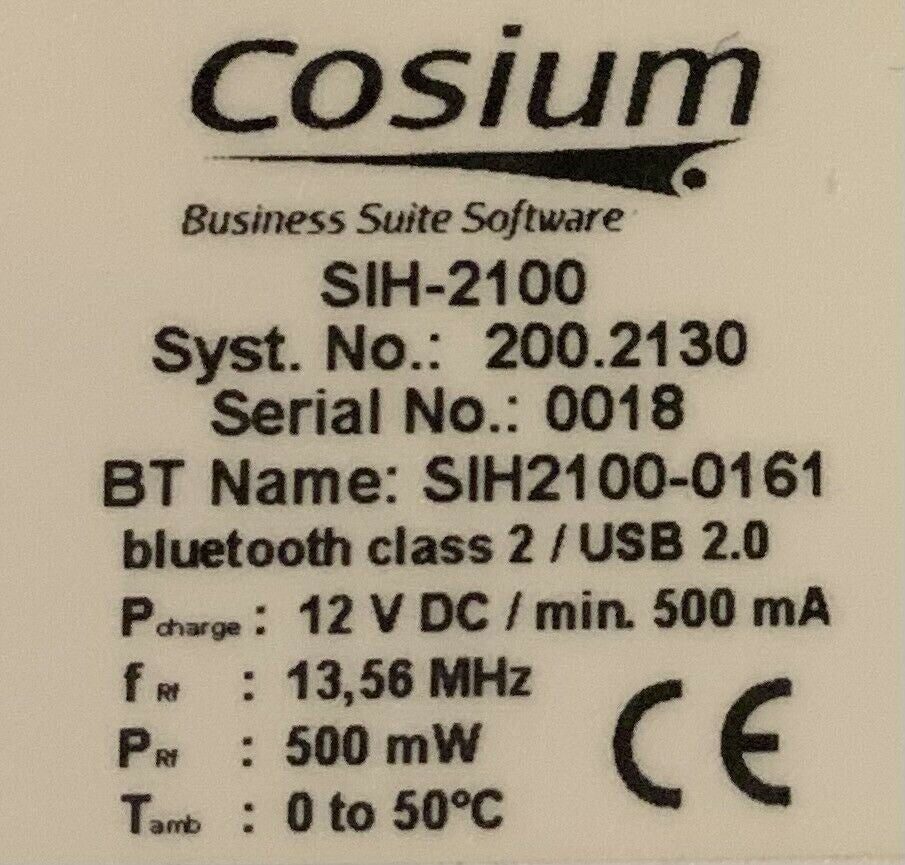 Cosium
Business Suite Software
SIH-2100
Syst. No.: 200.2130
Serial No.: 0018
BT Name: SIH2100-0161
bluetooth class 2 / USB 2.0
Pcharge : 12 V DC / min. 500 mA
f Rf : 13,56 MHz
P Rf : 500 mW
Tamb : 0 to 50°C
CE